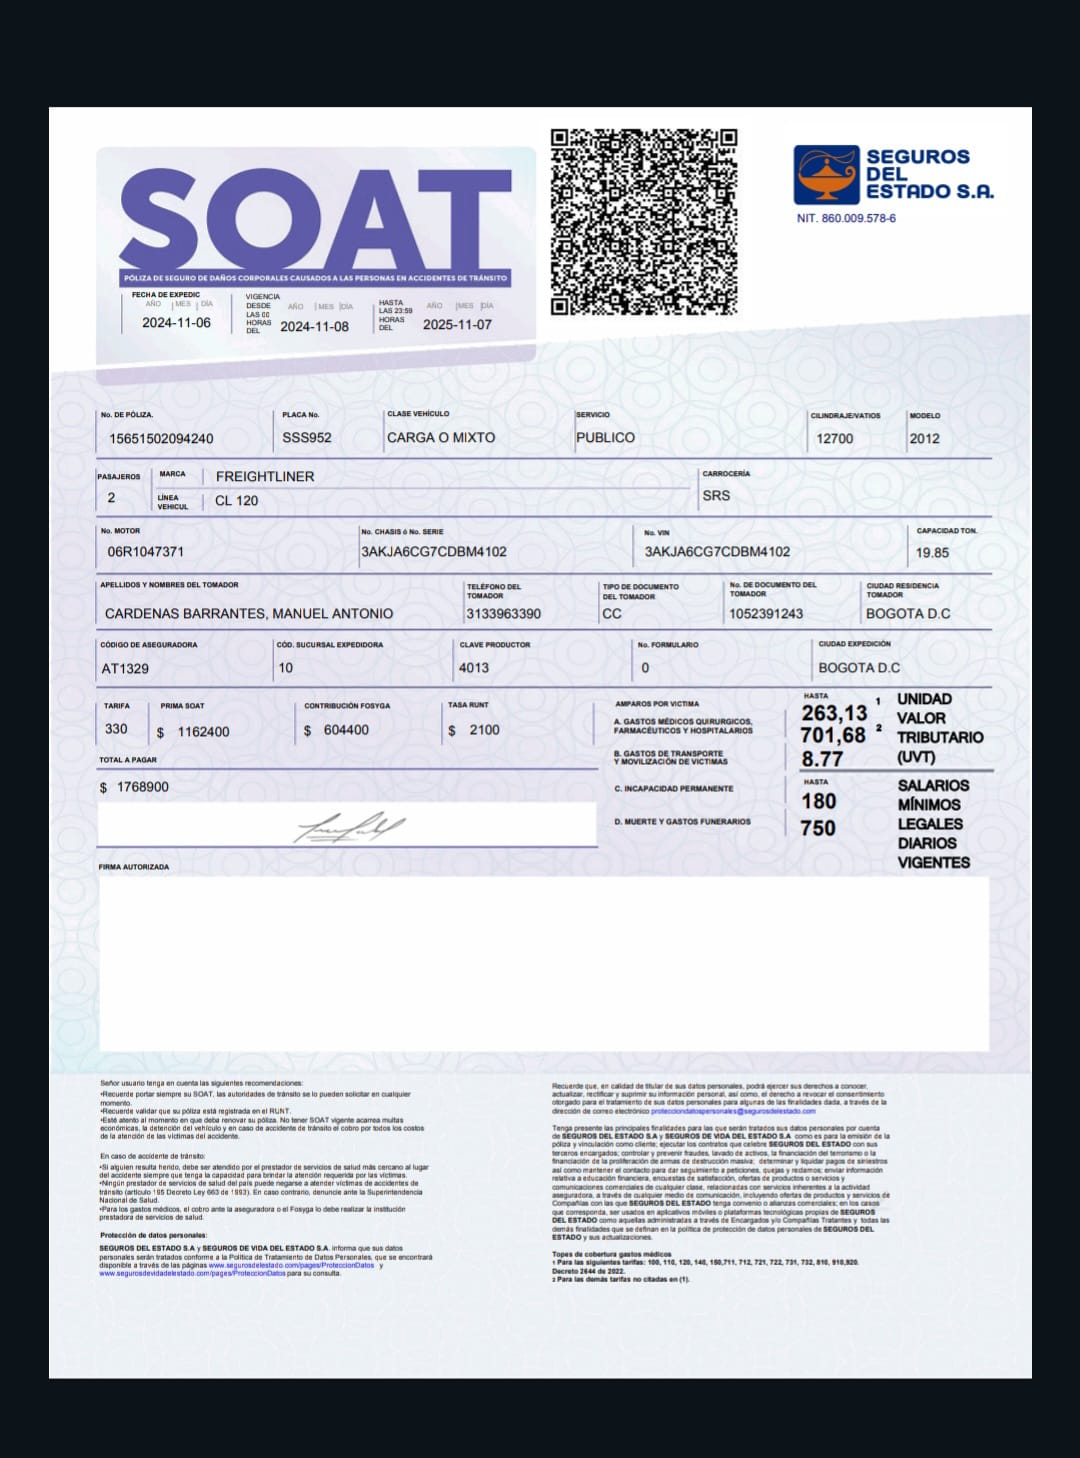 SOAT
PÓLIZA DE SEGURO DE DAÑOS CORPORALES CAUSADOS A LAS PERSONAS EN ACCIDENTES DE TRÁNSITO
FECHA DE EXPEDIC
AÑO | MES | DÍA
2024-11-06
VIGENCIA
DESDE
LAS 00
HORAS
DEL
AÑO | MES | DÍA
2024-11-08
HASTA
LAS 23:59
HORAS
DEL
AÑO | MES | DÍA
2025-11-07
SEGUROS
DEL
ESTADO S.A.
NIT. 860.009.578-6
No. DE PÓLIZA.
15651502094240
PLACA No.
SSS952
CLASE VEHÍCULO
CARGA O MIXTO
SERVICIO
PUBLICO
CILINDRAJE/VATIOS
12700
MODELO
2012
PASAJEROS
2
MARCA
FREIGHTLINER
LÍNEA
VEHICUL
CL 120
CARROCERÍA
SRS
No. MOTOR
06R1047371
No. CHASIS ó No. SERIE
3AKJA6CG7CDBM4102
No. VIN
3AKJA6CG7CDBM4102
CAPACIDAD TON.
19.85
APELLIDOS Y NOMBRES DEL TOMADOR
CARDENAS BARRANTES, MANUEL ANTONIO
TELÉFONO DEL
TOMADOR
3133963390
TIPO DE DOCUMENTO
DEL TOMADOR
CC
No. DE DOCUMENTO DEL
TOMADOR
1052391243
CIUDAD RESIDENCIA
TOMADOR
BOGOTA D.C
CÓDIGO DE ASEGURADORA
AT1329
CÓD. SUCURSAL EXPEDIDORA
10
CLAVE PRODUCTOR
4013
No. FORMULARIO
0
CIUDAD EXPEDICIÓN
BOGOTA D.C
TARIFA
330
PRIMA SOAT
$ 1162400
CONTRIBUCIÓN FOSYGA
$ 604400
TASA RUNT
$ 2100
TOTAL A PAGAR
$ 1768900
FIRMA AUTORIZADA
AMPAROS POR VICTIMA
A. GASTOS MÉDICOS QUIRURGICOS,
FARMACÉUTICOS Y HOSPITALARIOS
B. GASTOS DE TRANSPORTE
Y MOVILIZACIÓN DE VICTIMAS
C. INCAPACIDAD PERMANENTE
D. MUERTE Y GASTOS FUNERARIOS
HASTA
263,13 1
701,68 2
8.77
UNIDAD
VALOR
TRIBUTARIO
(UVT)
HASTA
180
750
SALARIOS
MÍNIMOS
LEGALES
DIARIOS
VIGENTES
Señor usuario tenga en cuenta las siguientes recomendaciones:
•Recuerde portar siempre su SOAT, las autoridades de tránsito se lo pueden solicitar en cualquier
momento.
•Recuerde validar que su póliza está registrada en el RUNT.
•Esté atento al momento en que deba renovar su póliza. No tener SOAT vigente acarrea multas
económicas, la detención del vehículo y en caso de accidente de tránsito el cobro por todos los costos
de la atención de las víctimas del accidente.
En caso de accidente de tránsito:
•Si alguien resulta herido, debe ser atendido por el prestador de servicios de salud más cercano al lugar
del accidente siempre que tenga la capacidad para brindar la atención requerida por las víctimas.
•Ningún prestador de servicios de salud del país puede negarse a atender víctimas de accidentes de
tránsito (artículo 195 Decreto Ley 663 de 1993). En caso contrario, denuncie ante la Superintendencia
Nacional de Salud.
•Para los gastos médicos, el cobro ante la aseguradora o el Fosyga lo debe realizar la institución
prestadora de servicios de salud.
Protección de datos personales:
SEGUROS DEL ESTADO S.A y SEGUROS DE VIDA DEL ESTADO S.A. informa que sus datos
personales serán tratados conforme a la Política de Tratamiento de Datos Personales, que se encontrará
disponible a través de las páginas www.segurosdelestado.com/pages/ProteccionDatos y
www.segurosdevidadelestado.com/pages/ProteccionDatos para su consulta.
Recuerde que, en calidad de titular de sus datos personales, podrá ejercer sus derechos a conocer,
actualizar, rectificar y suprimir su información personal, así como, el derecho a revocar el consentimiento
otorgado para el tratamiento de sus datos personales para algunas de las finalidades dada, a través de la
dirección de correo electrónico protecciondatospersonales@segurosdelestado.com
Tenga presente las principales finalidades para las que serán tratados sus datos personales por cuenta
de SEGUROS DEL ESTADO S.A y SEGUROS DE VIDA DEL ESTADO S.A como es para la emisión de la
póliza y vinculación como cliente; ejecutar los contratos que celebre SEGUROS DEL ESTADO con sus
terceros encargados; controlar y prevenir fraudes, lavado de activos, la financiación del terrorismo o la
financiación de la proliferación de armas de destrucción masiva; determinar y liquidar pagos de siniestros
así como mantener el contacto para dar seguimiento a peticiones, quejas y reclamos; enviar información
relativa a educación financiera, encuestas de satisfacción, ofertas de productos o servicios y
comunicaciones comerciales de cualquier clase, relacionadas con servicios inherentes a la actividad
aseguradora, a través de cualquier medio de comunicación, incluyendo ofertas de productos y servicios de
Compañías con las que SEGUROS DEL ESTADO tenga convenio o alianzas comerciales; en los casos
que corresponda, ser usados en aplicativos móviles o plataformas tecnológicas propias de SEGUROS
DEL ESTADO como aquellas administradas a través de Encargados y/o Compañías Tratantes y todas las
demás finalidades que se definan en la política de protección de datos personales de SEGUROS DEL
ESTADO y sus actualizaciones.
Topes de cobertura gastos médicos
1 Para las siguientes tarifas: 100, 110, 120, 140, 150,711, 712, 721, 722, 731, 732, 810, 910,920.
Decreto 2644 de 2022.
2 Para las demás tarifas no citadas en (1).